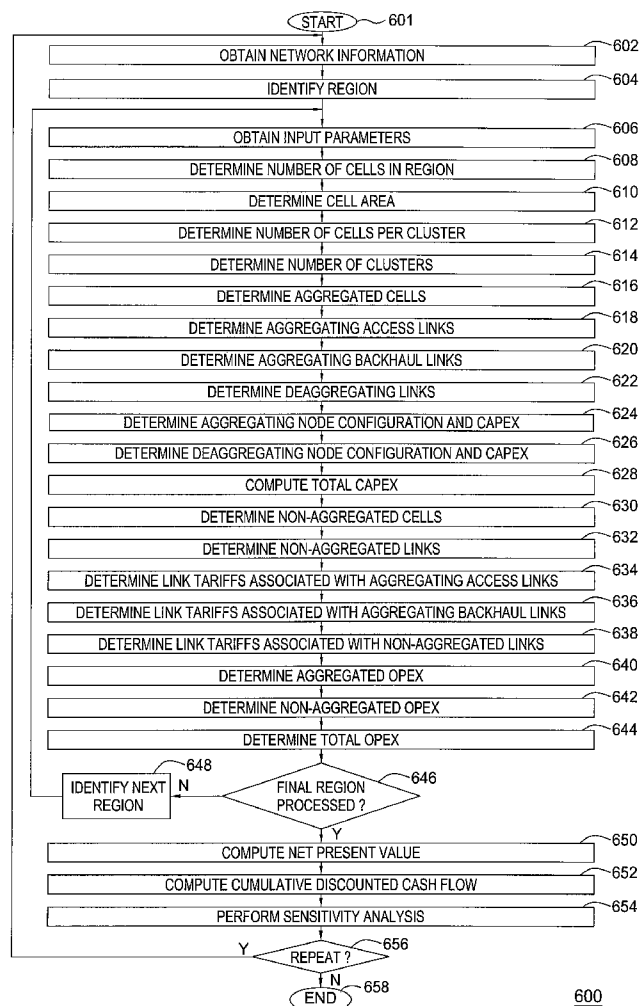 START
601
602
OBTAIN NETWORK INFORMATION
604
IDENTIFY REGION
606
OBTAIN INPUT PARAMETERS
608
DETERMINE NUMBER OF CELLS IN REGION
610
DETERMINE CELL AREA
612
DETERMINE NUMBER OF CELLS PER CLUSTER
614
DETERMINE NUMBER OF CLUSTERS
616
DETERMINE AGGREGATED CELLS
618
DETERMINE AGGREGATING ACCESS LINKS
620
DETERMINE AGGREGATING BACKHAUL LINKS
622
DETERMINE DEAGGREGATING LINKS
624
DETERMINE AGGREGATING NODE CONFIGURATION AND CAPEX
626
DETERMINE DEAGGREGATING NODE CONFIGURATION AND CAPEX
628
COMPUTE TOTAL CAPEX
630
DETERMINE NON-AGGREGATED CELLS
632
DETERMINE NON-AGGREGATED LINKS
634
DETERMINE LINK TARIFFS ASSOCIATED WITH AGGREGATING ACCESS LINKS
636
DETERMINE LINK TARIFFS ASSOCIATED WITH AGGREGATING BACKHAUL LINKS
638
DETERMINE LINK TARIFFS ASSOCIATED WITH NON-AGGREGATED LINKS
640
DETERMINE AGGREGATED OPEX
642
DETERMINE NON-AGGREGATED OPEX
644
DETERMINE TOTAL OPEX
648
646
IDENTIFY NEXT
REGION
N
FINAL REGION
PROCESSED ?
Y
650
COMPUTE NET PRESENT VALUE
652
COMPUTE CUMULATIVE DISCOUNTED CASH FLOW
654
PERFORM SENSITIVITY ANALYSIS
Y
656
REPEAT ?
N
658
END
600